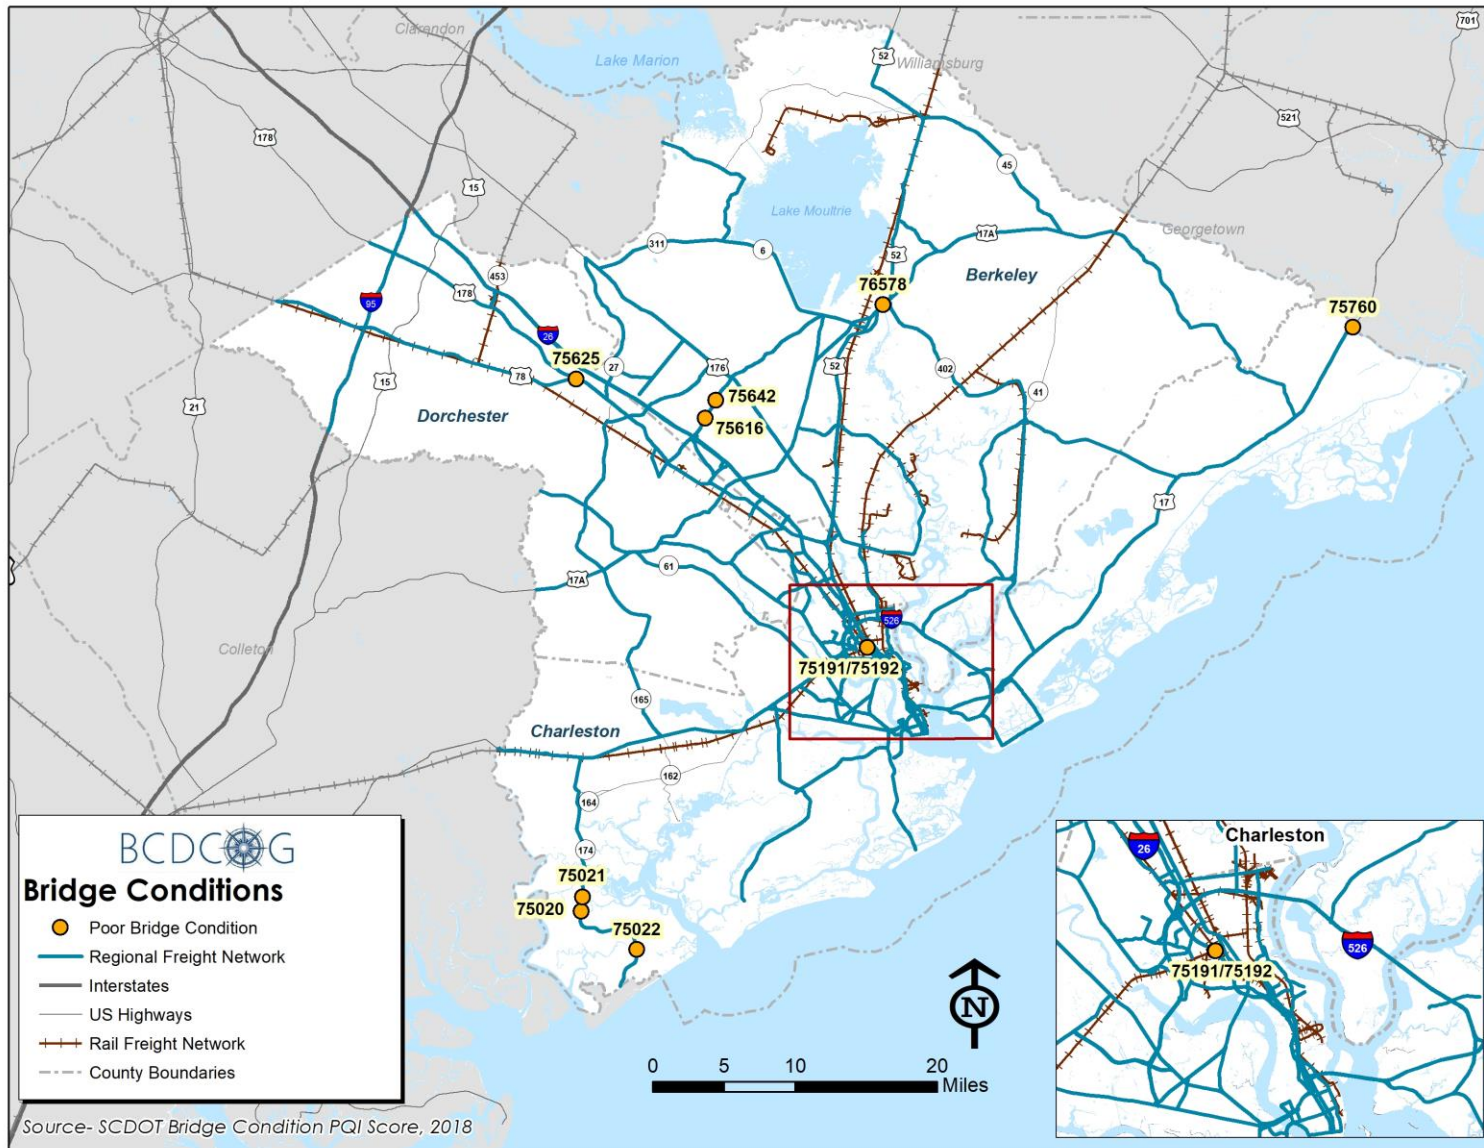 Clarendon
701
52
Lake Marion
Williamsburg
178
521
45
15
Lake Moultrie
17A
Georgetown
311
6
52
453
Berkeley
178
76578
95
75760
26
75625
27
176
52
402
78
15
75642
41
21
Dorchester
75616
17
61
17A
526
Colleton
75191/75192
165
Charleston
162
164
174
75021
75020
75022
BCDCOG
Bridge Conditions
Poor Bridge Condition
Regional Freight Network
Interstates
US Highways
Rail Freight Network
County Boundaries
Source- SCDOT Bridge Condition PQI Score, 2018
N
0 5 10 20
Miles
Charleston
26
526
75191/75192